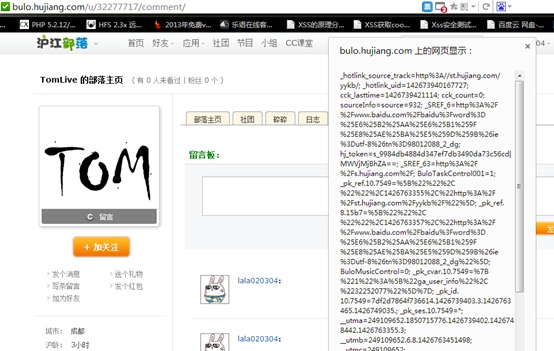 bulo.hujiang.com/u/32277717/comment/
PHP 5.2.12/
HFS 2.3x 远
2013年免费v
乐语在线客
XSS的原理分
XSS获取coo
Xss安全测试
百度云 网盘-
沪江部落
首页 好友 应用 社团 节目 小组 CC课堂
TomLive 的部落主页 ( 有 0 人来看过 | 粉丝 0 个 )
TOM
C 留言
+ 加关注
发个消息 送个礼物
写条留言 发个红包
加为好友
城市: 成都
沪龄: 3小时
部落首页 社团 碎碎 日志
留言板:
lala020304:
lala020304:
bulo.hujiang.com 上的网页显示:
_hotlink_source_track=http%3A//st.hujiang.com/
yykb/; _hotlink_uid=1426739401677 27;
cck_lasttime=1426739421114; cck_count=0;
sourceInfo=source=932; _SREF_6=http%3A%2F
%2Fwww.baidu.com%2Fbaidu%3Fword%3D
%25E6%25B2%25AA%25E6%25B1%259F
%25E8%25AE%25BA%25E5%259D%259B%26ie
%3Dutf-8%26tn%3D98012088_2_dg;
hj_token=s_9984db4884d347ef7db3490da73c56cd|
MWVjMjBhZA==; _SREF_63=http%3A%2F
%2Fs.hujiang.com%2F; BuloTaskControl001=1;
_pk_ref.10.7549=%5B%22%22%2C
%22%22%2C1426763355%2C%22http%3A%2F
%2Fst.hujiang.com%2Fyykb%2F%22%5D; _pk_ref.
8.15b7=%5B%22%22%2C
%22%22%2C1426763357%2C%22http%3A%2F
%2Fwww.baidu.com%2Fbaidu%3Fword%3D
%25E6%25B2%25AA%25E6%25B1%259F
%25E8%25AE%25BA%25E5%259D%259B%26ie
%3Dutf-8%26tn%3D98012088_2_dg%22%5D;
BuloMusicControl=0; _pk_cvar.10.7549=%7B
%221%22%3A%5B%22ga_user_info%22%2C
%2232252077%22%5D%7D; _pk_id.
10.7549=7df2d7864f736614.1426739403.3.1426763
465.1426749035.; _pk_ses.10.7549=*;
__utma=249109652.1850715776.1426739402.142674
8442.1426763355.3;
__utmb=249109652.6.8.1426763451498;
__utmc=249109652;